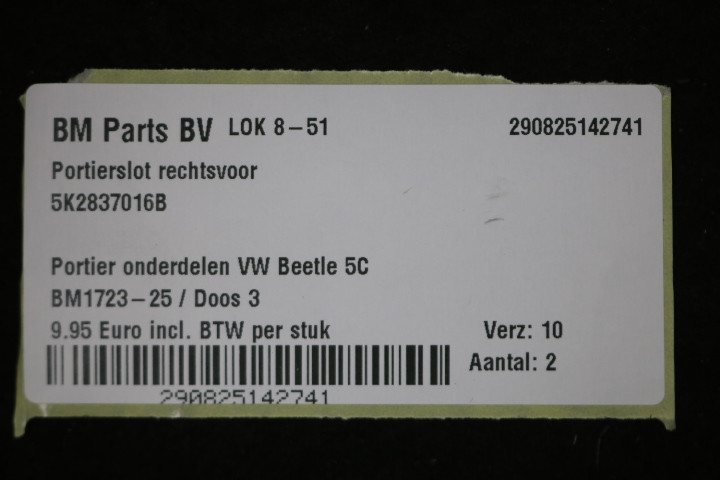 BM Parts BV LOK 8-51 290825142741
Portierslot rechtsvoor
5K2837016B
Portier onderdelen VW Beetle 5C
BM1723-25 / Doos 3
9.95 Euro incl. BTW per stuk Verz: 10
Aantal: 2
290825142741